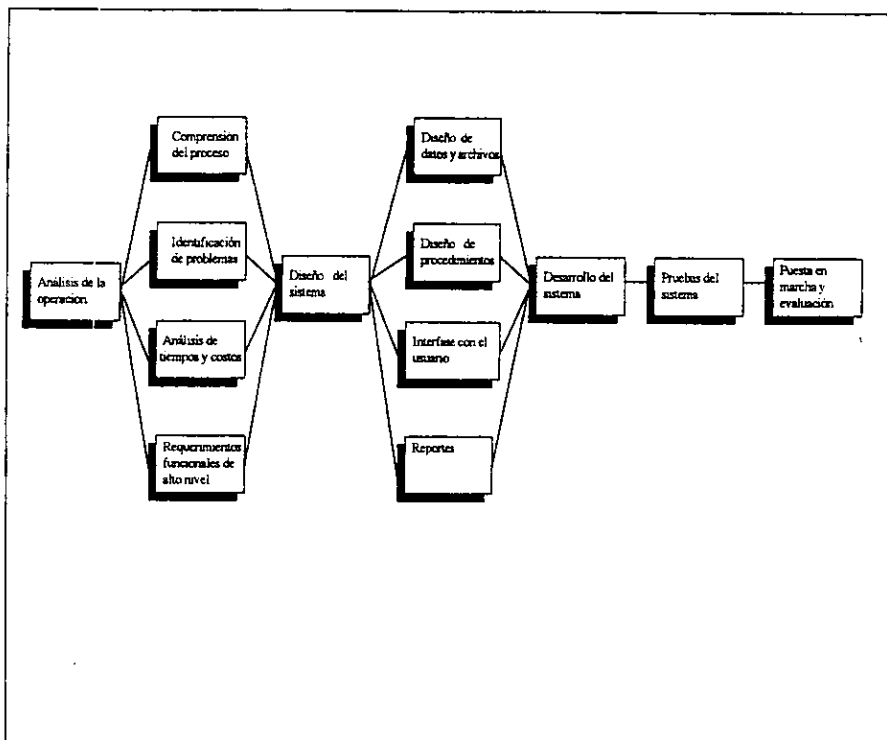 Comprensión
del proceso
Diseño de
datos y archivos
Identificación
de problemas
Diseño de
procedimientos
Análisis de la
operación
Diseño del
sistema
Desarrollo del
sistema
Pruebas del
sistema
Puesta en
marcha y
evaluación
Análisis de
tiempos y costos
Interfase con el
usuario
Requerimientos
funcionales de
alto nivel
Reportes